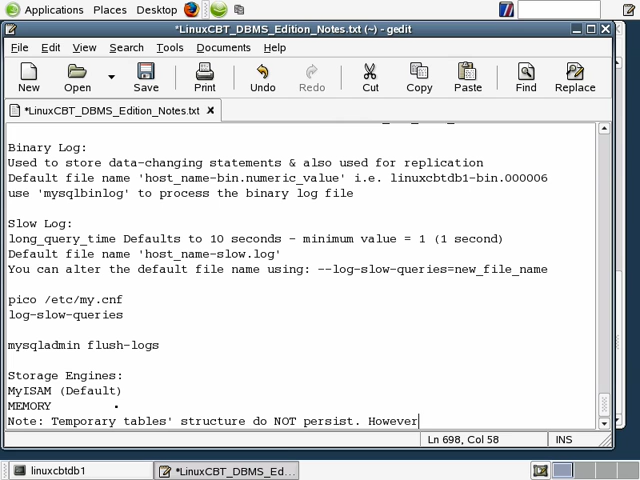 Applications Places Desktop
*LinuxCBT_DBMS_Edition_Notes.txt (~) - gedit
File Edit View Search Tools Documents Help
New Open Save Print Undo Redo Cut Copy Paste Find Replace
*LinuxCBT_DBMS_Edition_Notes.txt x
Binary Log:
Used to store data-changing statements & also used for replication
Default file name 'host_name-bin.numeric_value' i.e. linuxcbtdb1-bin.000006
use 'mysqlbinlog' to process the binary log file
Slow Log:
long_query_time Defaults to 10 seconds - minimum value = 1 (1 second)
Default file name 'host_name-slow.log'
You can alter the default file name using: --log-slow-queries=new_file_name
pico /etc/my.cnf
log-slow-queries
mysqladmin flush-logs
Storage Engines:
MyISAM (Default)
MEMORY
Note: Temporary tables' structure do NOT persist. However
Ln 698, Col 58 INS
linuxcbtdb1 *LinuxCBT_DBMS_Ed...